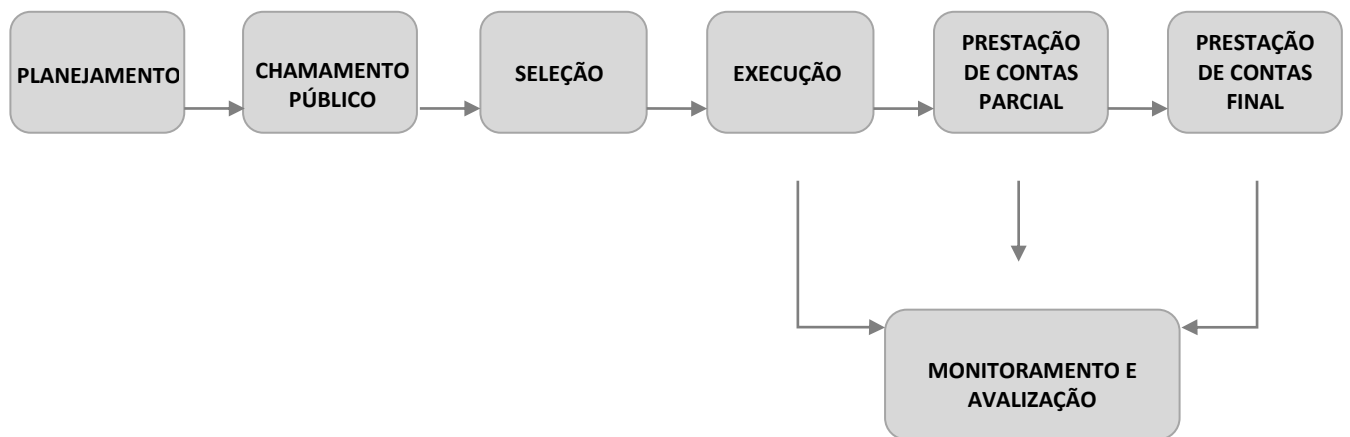 PLANEJAMENTO
CHAMAMENTO
PÚBLICO
SELEÇÃO
EXECUÇÃO
PRESTAÇÃO
DE CONTAS
PARCIAL
PRESTAÇÃO
DE CONTAS
FINAL
MONITORAMENTO E
AVALIZAÇÃO